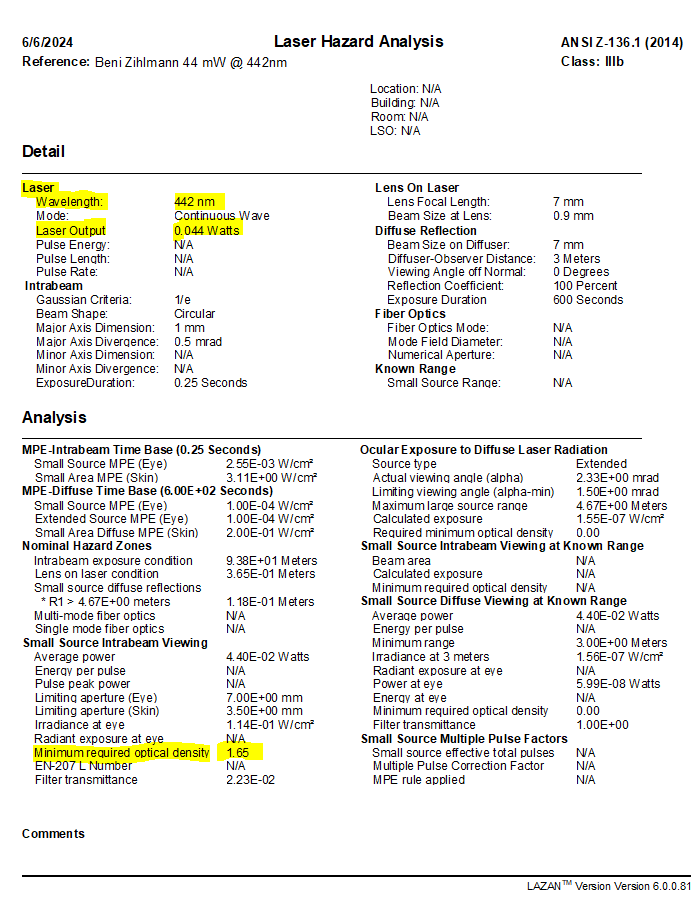 6/6/2024 Laser Hazard Analysis ANSI Z-136.1 (2014)
Reference: Beni Zihlmann 44 mW @ 442nm Class: IIIb
Location: N/A
Building: N/A
Room: N/A
LSO: N/A
Detail
Laser
Wavelength: 442 nm
Mode: Continuous Wave
Laser Output 0.044 Watts
Pulse Energy: N/A
Pulse Length: N/A
Pulse Rate: N/A
Intrabeam
Gaussian Criteria: 1/e
Beam Shape: Circular
Major Axis Dimension: 1 mm
Major Axis Divergence: 0.5 mrad
Minor Axis Dimension: N/A
Minor Axis Divergence: N/A
ExposureDuration: 0.25 Seconds
Lens On Laser
Lens Focal Length: 7 mm
Beam Size at Lens: 0.9 mm
Diffuse Reflection
Beam Size on Diffuser: 7 mm
Diffuser-Observer Distance: 3 Meters
Viewing Angle off Normal: 0 Degrees
Reflection Coefficient: 100 Percent
Exposure Duration 600 Seconds
Fiber Optics
Fiber Optics Mode: N/A
Mode Field Diameter: N/A
Numerical Aperture: N/A
Known Range
Small Source Range: N/A
Analysis
MPE-Intrabeam Time Base (0.25 Seconds)
Small Source MPE (Eye) 2.55E-03 W/cm²
Small Area MPE (Skin) 3.11E+00 W/cm²
MPE-Diffuse Time Base (6.00E+02 Seconds)
Small Source MPE (Eye) 1.00E-04 W/cm²
Extended Source MPE (Eye) 1.00E-04 W/cm²
Small Area Diffuse MPE (Skin) 2.00E-01 W/cm²
Nominal Hazard Zones
Intrabeam exposure condition 9.38E+01 Meters
Lens on laser condition 3.65E-01 Meters
Small source diffuse reflections
* R1 > 4.67E+00 meters 1.18E-01 Meters
Multi-mode fiber optics N/A
Single mode fiber optics N/A
Small Source Intrabeam Viewing
Average power 4.40E-02 Watts
Energy per pulse N/A
Pulse peak power N/A
Limiting aperture (Eye) 7.00E+00 mm
Limiting aperture (Skin) 3.50E+00 mm
Irradiance at eye 1.14E-01 W/cm²
Radiant exposure at eye N/A
Minimum required optical density 1.65
EN-207 L Number N/A
Filter transmittance 2.23E-02
Ocular Exposure to Diffuse Laser Radiation
Source type Extended
Actual viewing angle (alpha) 2.33E+00 mrad
Limiting viewing angle (alpha-min) 1.50E+00 mrad
Maximum large source range 4.67E+00 Meters
Calculated exposure 1.55E-07 W/cm²
Required minimum optical density 0.00
Small Source Intrabeam Viewing at Known Range
Beam area N/A
Calculated exposure N/A
Minimum required optical density N/A
Small Source Diffuse Viewing at Known Range
Average power 4.40E-02 Watts
Energy per pulse N/A
Minimum range 3.00E+00 Meters
Irradiance at 3 meters 1.56E-07 W/cm²
Radiant exposure at eye N/A
Power at eye 5.99E-08 Watts
Energy at eye N/A
Minimum required optical density 0.00
Filter transmittance 1.00E+00
Small Source Multiple Pulse Factors
Small source effective total pulses N/A
Multiple Pulse Correction Factor N/A
MPE rule applied N/A
Comments
LAZAN™ Version Version 6.0.0.81